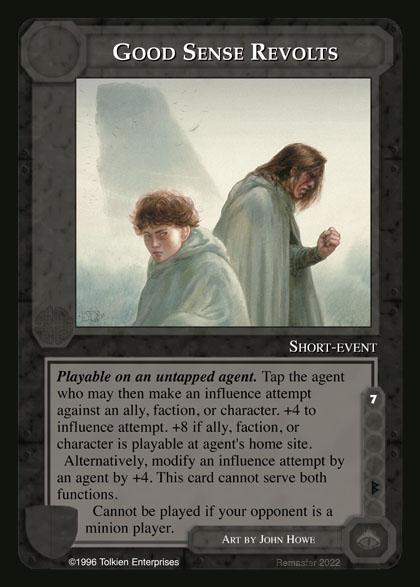 GOOD SENSE REVOLTS
SHORT-EVENT
Playable on an untapped agent. Tap the agent
who may then make an influence attempt
against an ally, faction, or character. +4 to
influence attempt. +8 if ally, faction, or
character is playable at agent's home site.
Alternatively, modify an influence attempt by
an agent by +4. This card cannot serve both
functions.
Cannot be played if your opponent is a
minion player.
7
ART BY JOHN HOWE
©1996 Tolkien Enterprises
Remaster 2022